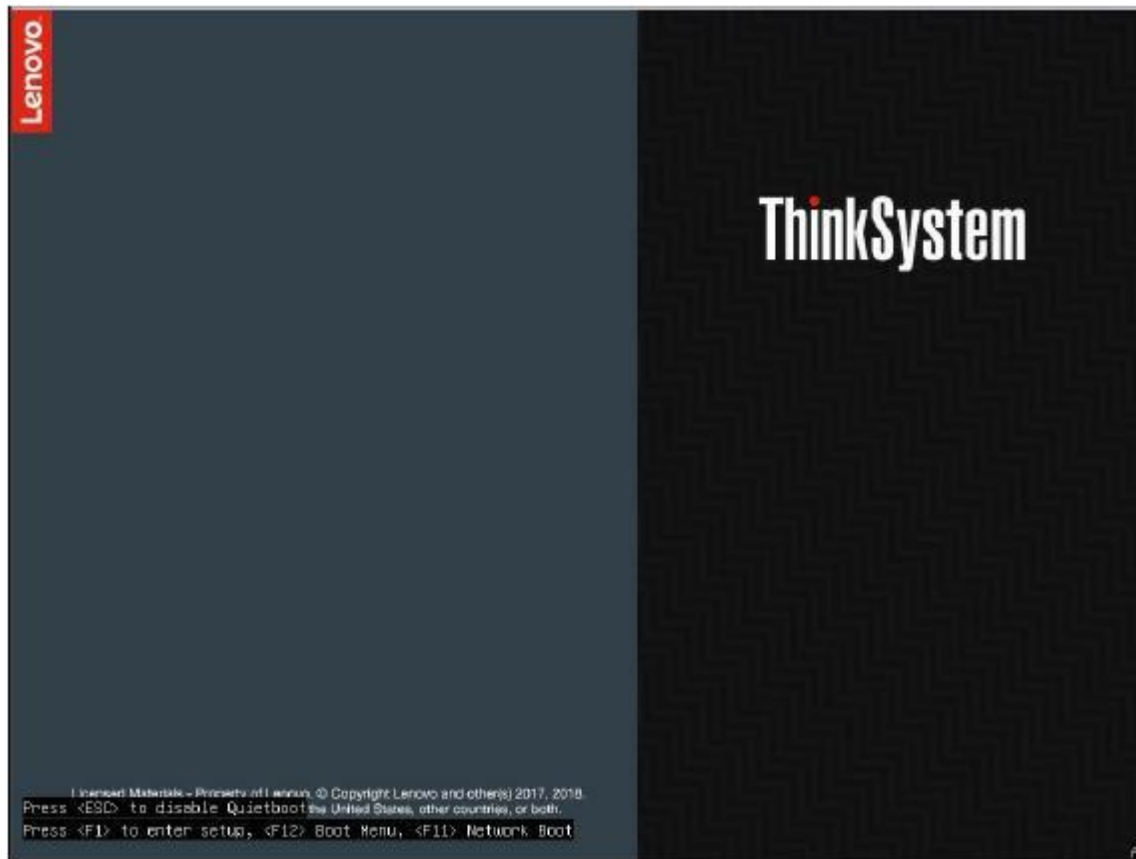 Lenovo
ThinkSystem
Licensed Materials - Property of Lenovo. © Copyright Lenovo and other(s) 2017, 2018.
Press <ESC> to disable Quietboot the United States, other countries, or both.
Press <F1> to enter setup, <F12> Boot Menu, <F11> Network Boot